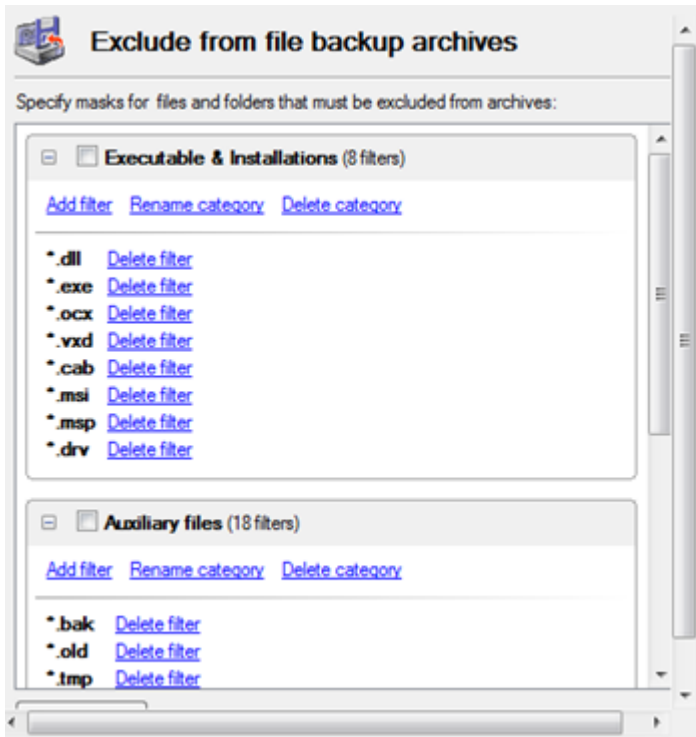 Exclude from file backup archives
Specify masks for files and folders that must be excluded from archives:
Executable & Installations (8 filters)
Add filter Rename category Delete category
*.dll Delete filter
*.exe Delete filter
*.ocx Delete filter
*.vxd Delete filter
*.cab Delete filter
*.msi Delete filter
*.msp Delete filter
*.drv Delete filter
Auxiliary files (18 filters)
Add filter Rename category Delete category
*.bak Delete filter
*.old Delete filter
*.tmp Delete filter